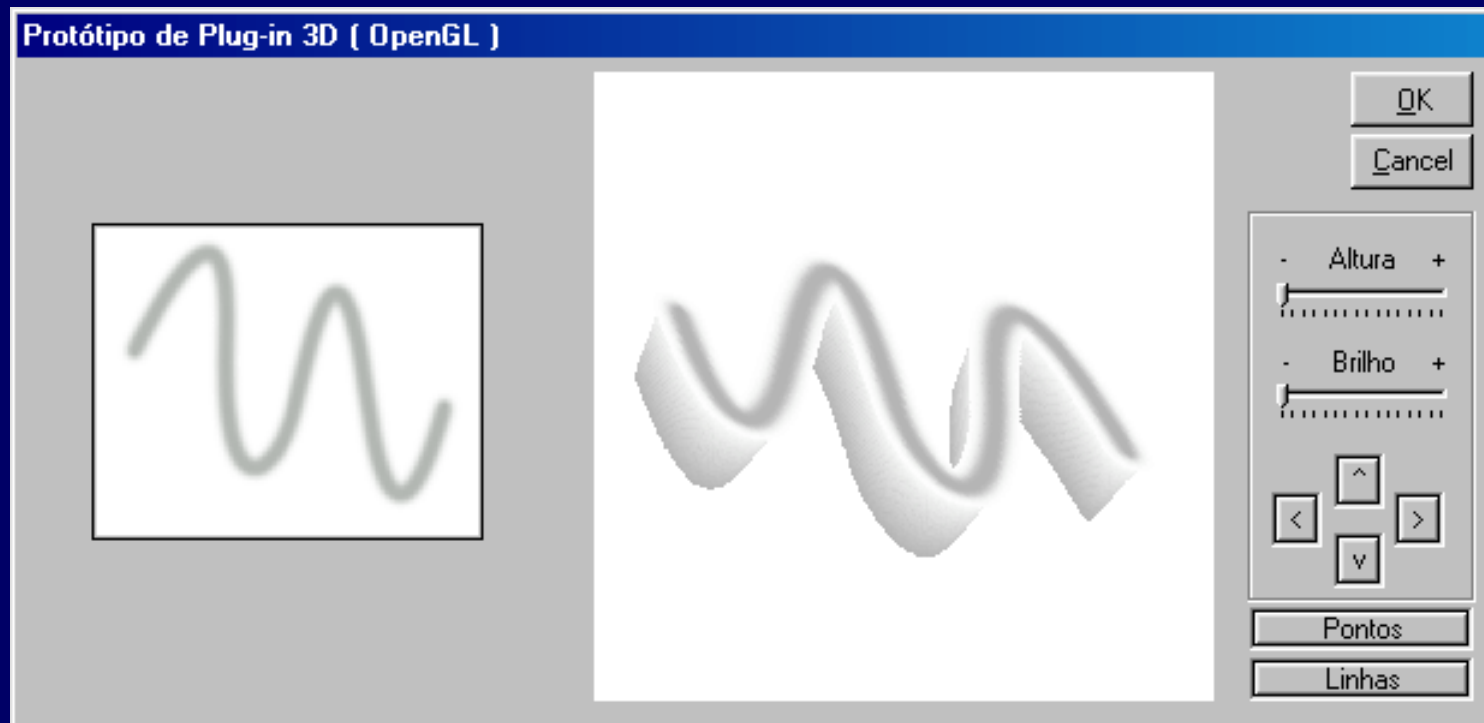 Protótipo de Plug-in 3D ( OpenGL )
OK
Cancel
- Altura +
- Brilho +
^
< >
v
Pontos
Linhas